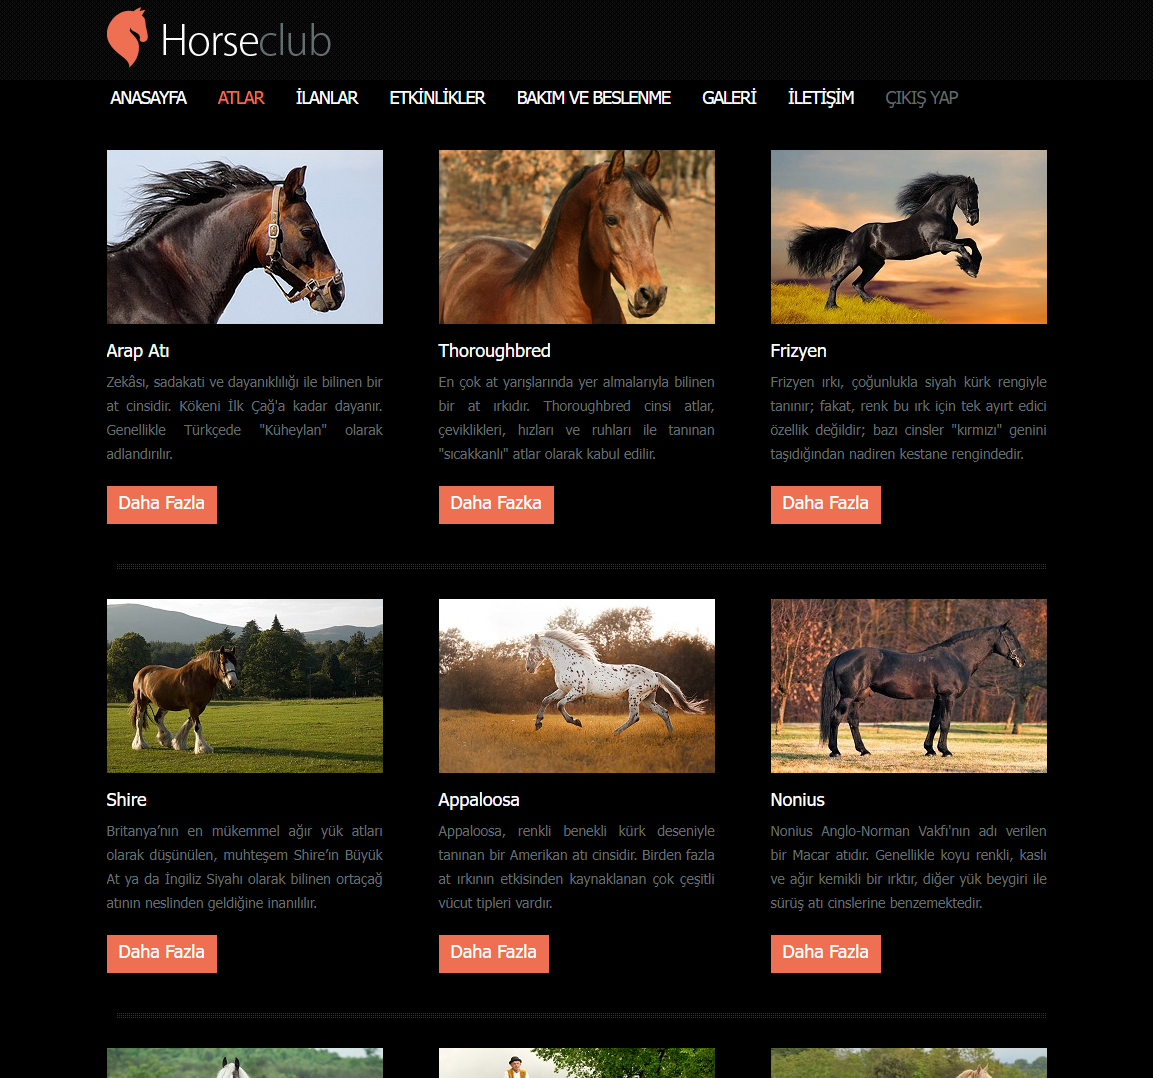 Horseclub
ANASAYFA ATLAR İLANLAR ETKİNLİKLER BAKIM VE BESLENME GALERİ İLETİŞİM ÇIKIŞ YAP
Arap Atı
Zekâsı, sadakati ve dayanıklılığı ile bilinen bir
at cinsidir. Kökeni İlk Çağ'a kadar dayanır.
Genellikle Türkçede "Küheylan" olarak
adlandırılır.
Daha Fazla
Thoroughbred
En çok at yarışlarında yer almalarıyla bilinen
bir at ırkıdır. Thoroughbred cinsi atlar,
çeviklikleri, hızları ve ruhları ile tanınan
"sıcakkanlı" atlar olarak kabul edilir.
Daha Fazka
Frizyen
Frizyen ırkı, çoğunlukla siyah kürk rengiyle
tanınır; fakat, renk bu ırk için tek ayırt edici
özellik değildir; bazı cinsler "kırmızı" genini
taşıdığından nadiren kestane rengindedir.
Daha Fazla
Shire
Britanya’nın en mükemmel ağır yük atları
olarak düşünülen, muhteşem Shire’ın Büyük
At ya da İngiliz Siyahı olarak bilinen ortaçağ
atının neslinden geldiğine inanılılır.
Daha Fazla
Appaloosa
Appaloosa, renkli benekli kürk deseniyle
tanınan bir Amerikan atı cinsidir. Birden fazla
at ırkının etkisinden kaynaklanan çok çeşitli
vücut tipleri vardır.
Daha Fazla
Nonius
Nonius Anglo-Norman Vakfı'nın adı verilen
bir Macar atıdır. Genellikle koyu renkli, kaslı
ve ağır kemikli bir ırktır, diğer yük beygiri ile
sürüş atı cinslerine benzemektedir.
Daha Fazla